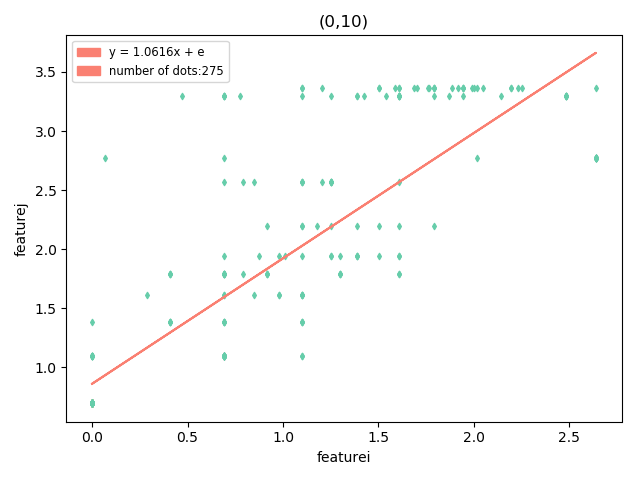 (0,10)
y = 1.0616x + e
number of dots:275
featurej
3.5
3.0
2.5
2.0
1.5
1.0
0.0 0.5 1.0 1.5 2.0 2.5
featurei